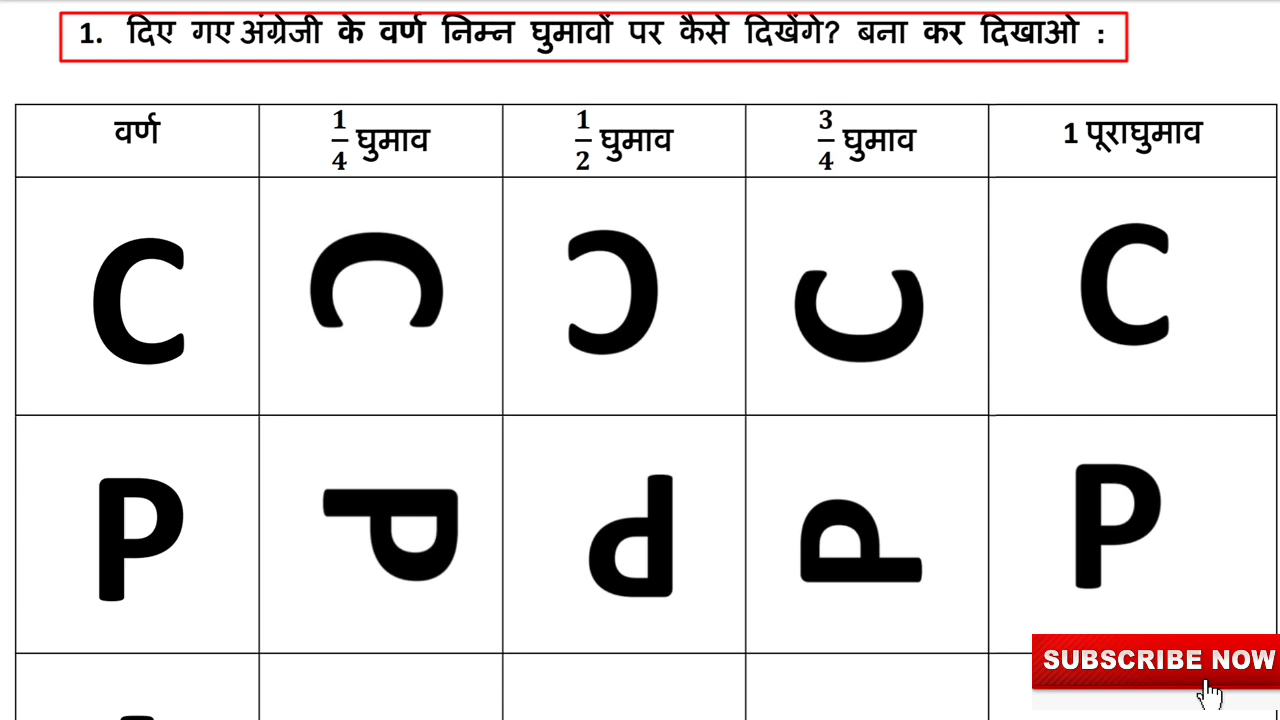 1. दिए गए अंग्रेजी के वर्ण निम्न घुमावों पर कैसे दिखेंगे? बना कर दिखाओ :
वर्ण 1/4 घुमाव 1/2 घुमाव 3/4 घुमाव 1 पूराघुमाव
C C C C C
P P P P P
SUBSCRIBE NOW